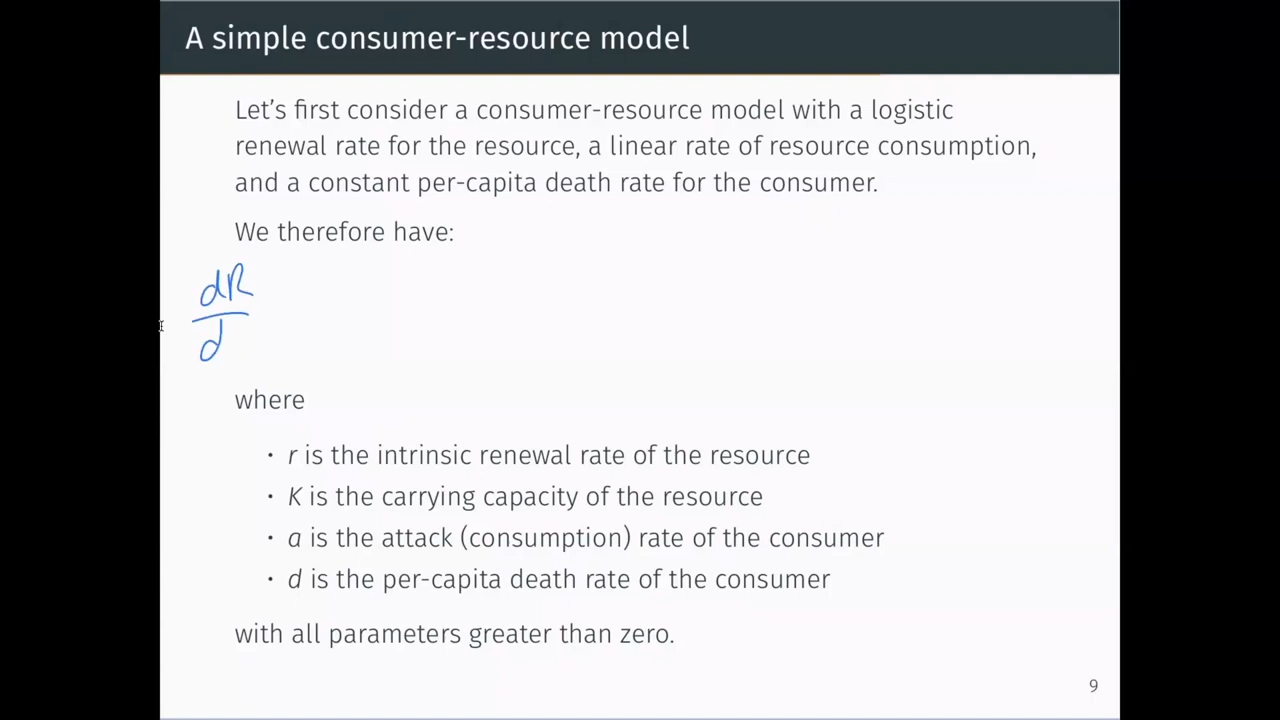 A simple consumer-resource model
Let's first consider a consumer-resource model with a logistic
renewal rate for the resource, a linear rate of resource consumption,
and a constant per-capita death rate for the consumer.
We therefore have:
dR
d
where
· r is the intrinsic renewal rate of the resource
· K is the carrying capacity of the resource
· a is the attack (consumption) rate of the consumer
· d is the per-capita death rate of the consumer
with all parameters greater than zero.
9